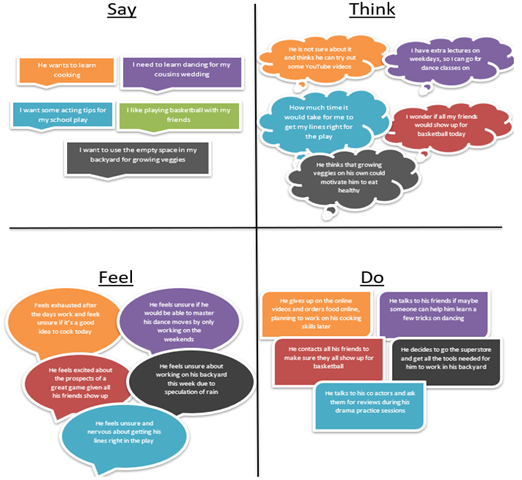 Say
He wants to learn
cooking
I need to learn dancing for my
cousins wedding
I want some acting tips for
my school play
I like playing basketball with my
friends
I want to use the empty space in my
backyard for growing veggies
Think
He is not sure about it
and thinks he can try out
some YouTube videos
I have extra lectures on
weekdays, so I can go for
dance classes on
How much time it
would take for me to
get my lines right for
the play
I wonder if all my friends
would show up for
basketball today
He thinks that growing
veggies on his own could
motivate him to eat
healthy
Feel
Feels exhausted after
the days work and feels
unsure if it's a good
idea to cook today
He feels unsure if he
would be able to master
his dance moves by only
working on the
weekends
He feels excited about
the prospects of a
great game given all
his friends show up
He feels unsure about
working on his backyard
this week due to
speculation of rain
He feels unsure and
nervous about getting his
lines right in the play
Do
He gives up on the online
videos and orders food online,
planning to work on his cooking
skills later
He talks to his friends if maybe
someone can help him learn a
few tricks on dancing
He contacts all his friends to
make sure they all show up for
basketball
He decides to go the superstore
and get all the tools needed for
him to work in his backyard
He talks to his co actors and ask
them for reviews during his
drama practice sessions